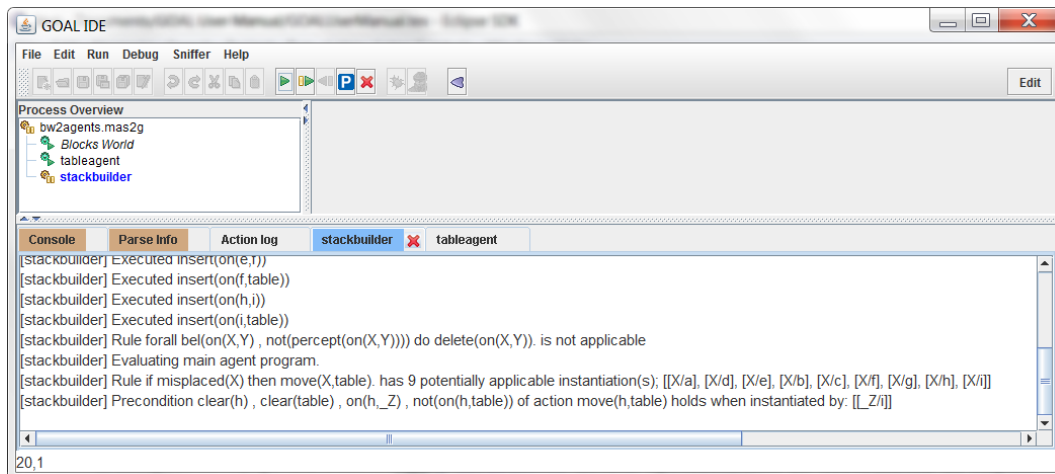 GOAL IDE
File Edit Run Debug Sniffer Help
P
Edit
Process Overview
bw2agents.mas2g
Blocks World
tableagent
stackbuilder
Console Parse Info Action log stackbuilder tableagent
[stackbuilder] Executed insert(on(e,f))
[stackbuilder] Executed insert(on(f,table))
[stackbuilder] Executed insert(on(h,i))
[stackbuilder] Executed insert(on(i,table))
[stackbuilder] Rule forall bel(on(X,Y) , not(percept(on(X,Y)))) do delete(on(X,Y)). is not applicable
[stackbuilder] Evaluating main agent program.
[stackbuilder] Rule if misplaced(X) then move(X,table). has 9 potentially applicable instantiation(s); [[X/a], [X/d], [X/e], [X/b], [X/c], [X/f], [X/g], [X/h], [X/i]]
[stackbuilder] Precondition clear(h) , clear(table) , on(h,_Z) , not(on(h,table)) of action move(h,table) holds when instantiated by: [[_Z/i]]
20,1